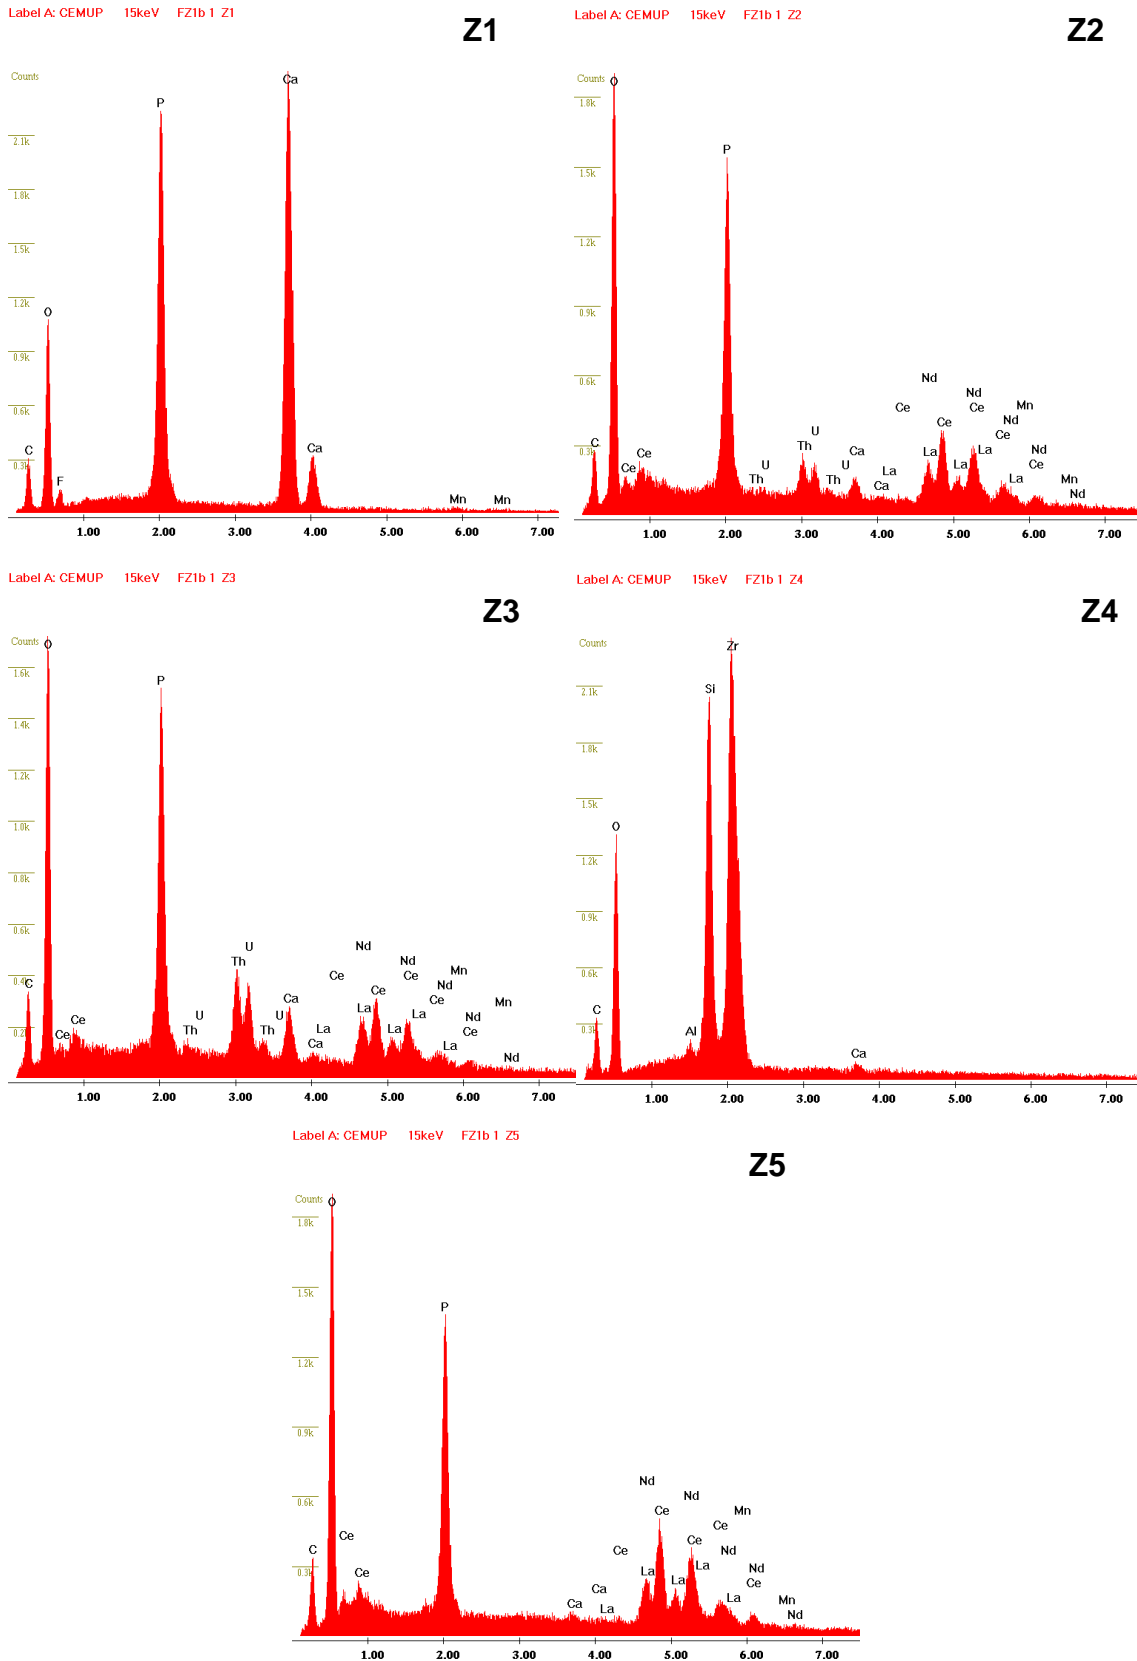 Label A: CEMUP 15keV FZ1b 1 Z1
Z1
Counts
Ca
P
2.1k
1.8k
1.5k
1.2k
O
0.9k
0.6k
C
Ca
0.3k
F
Mn Mn
1.00 2.00 3.00 4.00 5.00 6.00 7.00
Label A: CEMUP 15keV FZ1b 1 Z2
Z2
Counts
O
1.8k
P
1.5k
1.2k
0.9k
0.6k
Nd
Nd
Ce Ce Mn
Nd
Ce
U Ce
C Th Ca La Nd
0.3k
Ce Ce La
U U La La Ce
Th Th La Mn
Ca Nd
1.00 2.00 3.00 4.00 5.00 6.00 7.00
Label A: CEMUP 15keV FZ1b 1 Z3
Z3
Counts
O
1.6k
P
1.4k
1.2k
1.0k
0.8k
0.6k
U Nd
Th Nd
Mn
0.4k
C Ce Ce
Nd
Ca Ce Ce Mn
La La
Ce U U Nd
0.2k
Ce Th Th La La Ce
Ca La Nd
1.00 2.00 3.00 4.00 5.00 6.00 7.00
Label A: CEMUP 15keV FZ1b 1 Z4
Z4
Counts
Zr
Si
2.1k
1.8k
1.5k
O
1.2k
0.9k
0.6k
C
0.3k
Al
Ca
1.00 2.00 3.00 4.00 5.00 6.00 7.00
Label A: CEMUP 15keV FZ1b 1 Z5
Z5
Counts
O
1.8k
1.5k
P
1.2k
0.9k
Nd
0.6k
Nd
Ce Mn
Ce
Ce Ce
C Ce Nd
0.3k
Ce La La Nd
La Ce
Ca La
Ca La Mn
Nd
1.00 2.00 3.00 4.00 5.00 6.00 7.00